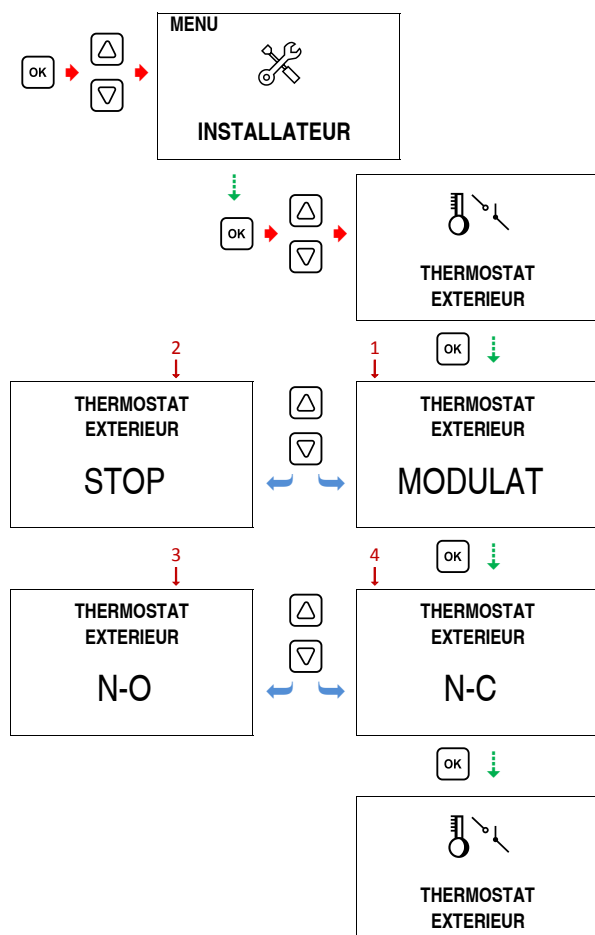 MENU
OK
INSTALLATEUR
OK
THERMOSTAT
EXTERIEUR
OK
2
1
THERMOSTAT
EXTERIEUR
STOP
THERMOSTAT
EXTERIEUR
MODULAT
OK
3
4
THERMOSTAT
EXTERIEUR
N-O
THERMOSTAT
EXTERIEUR
N-C
OK
THERMOSTAT
EXTERIEUR